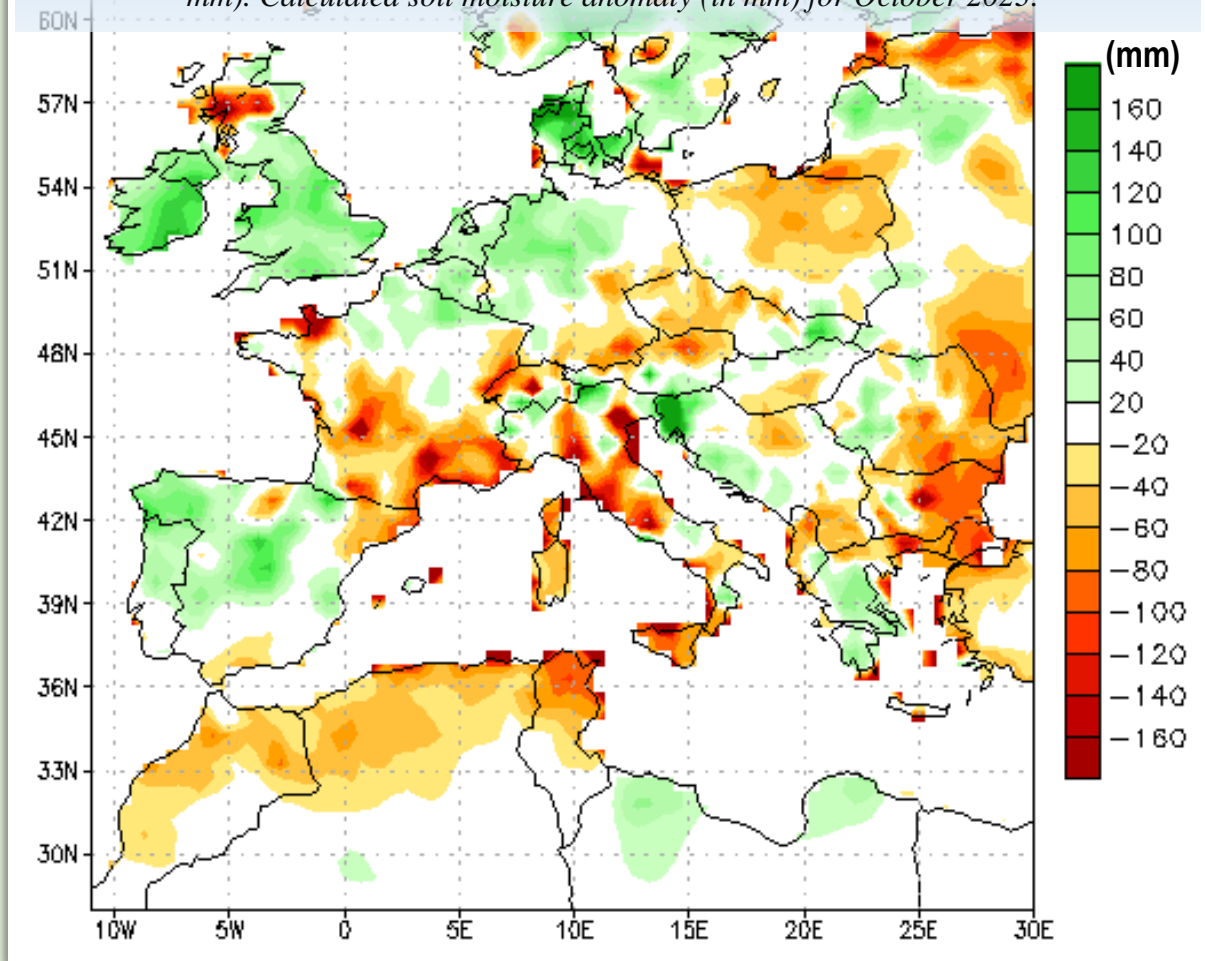 mm). Calculated soil moisture anomaly (in mm) for October 2023.
60N
57N
54N
51N
48N
45N
42N
39N
36N
33N
30N
10W 5W 0 5E 10E 15E 20E 25E 30E
(mm)
160
140
120
100
80
60
40
20
−20
−40
−60
−80
−100
−120
−140
−160